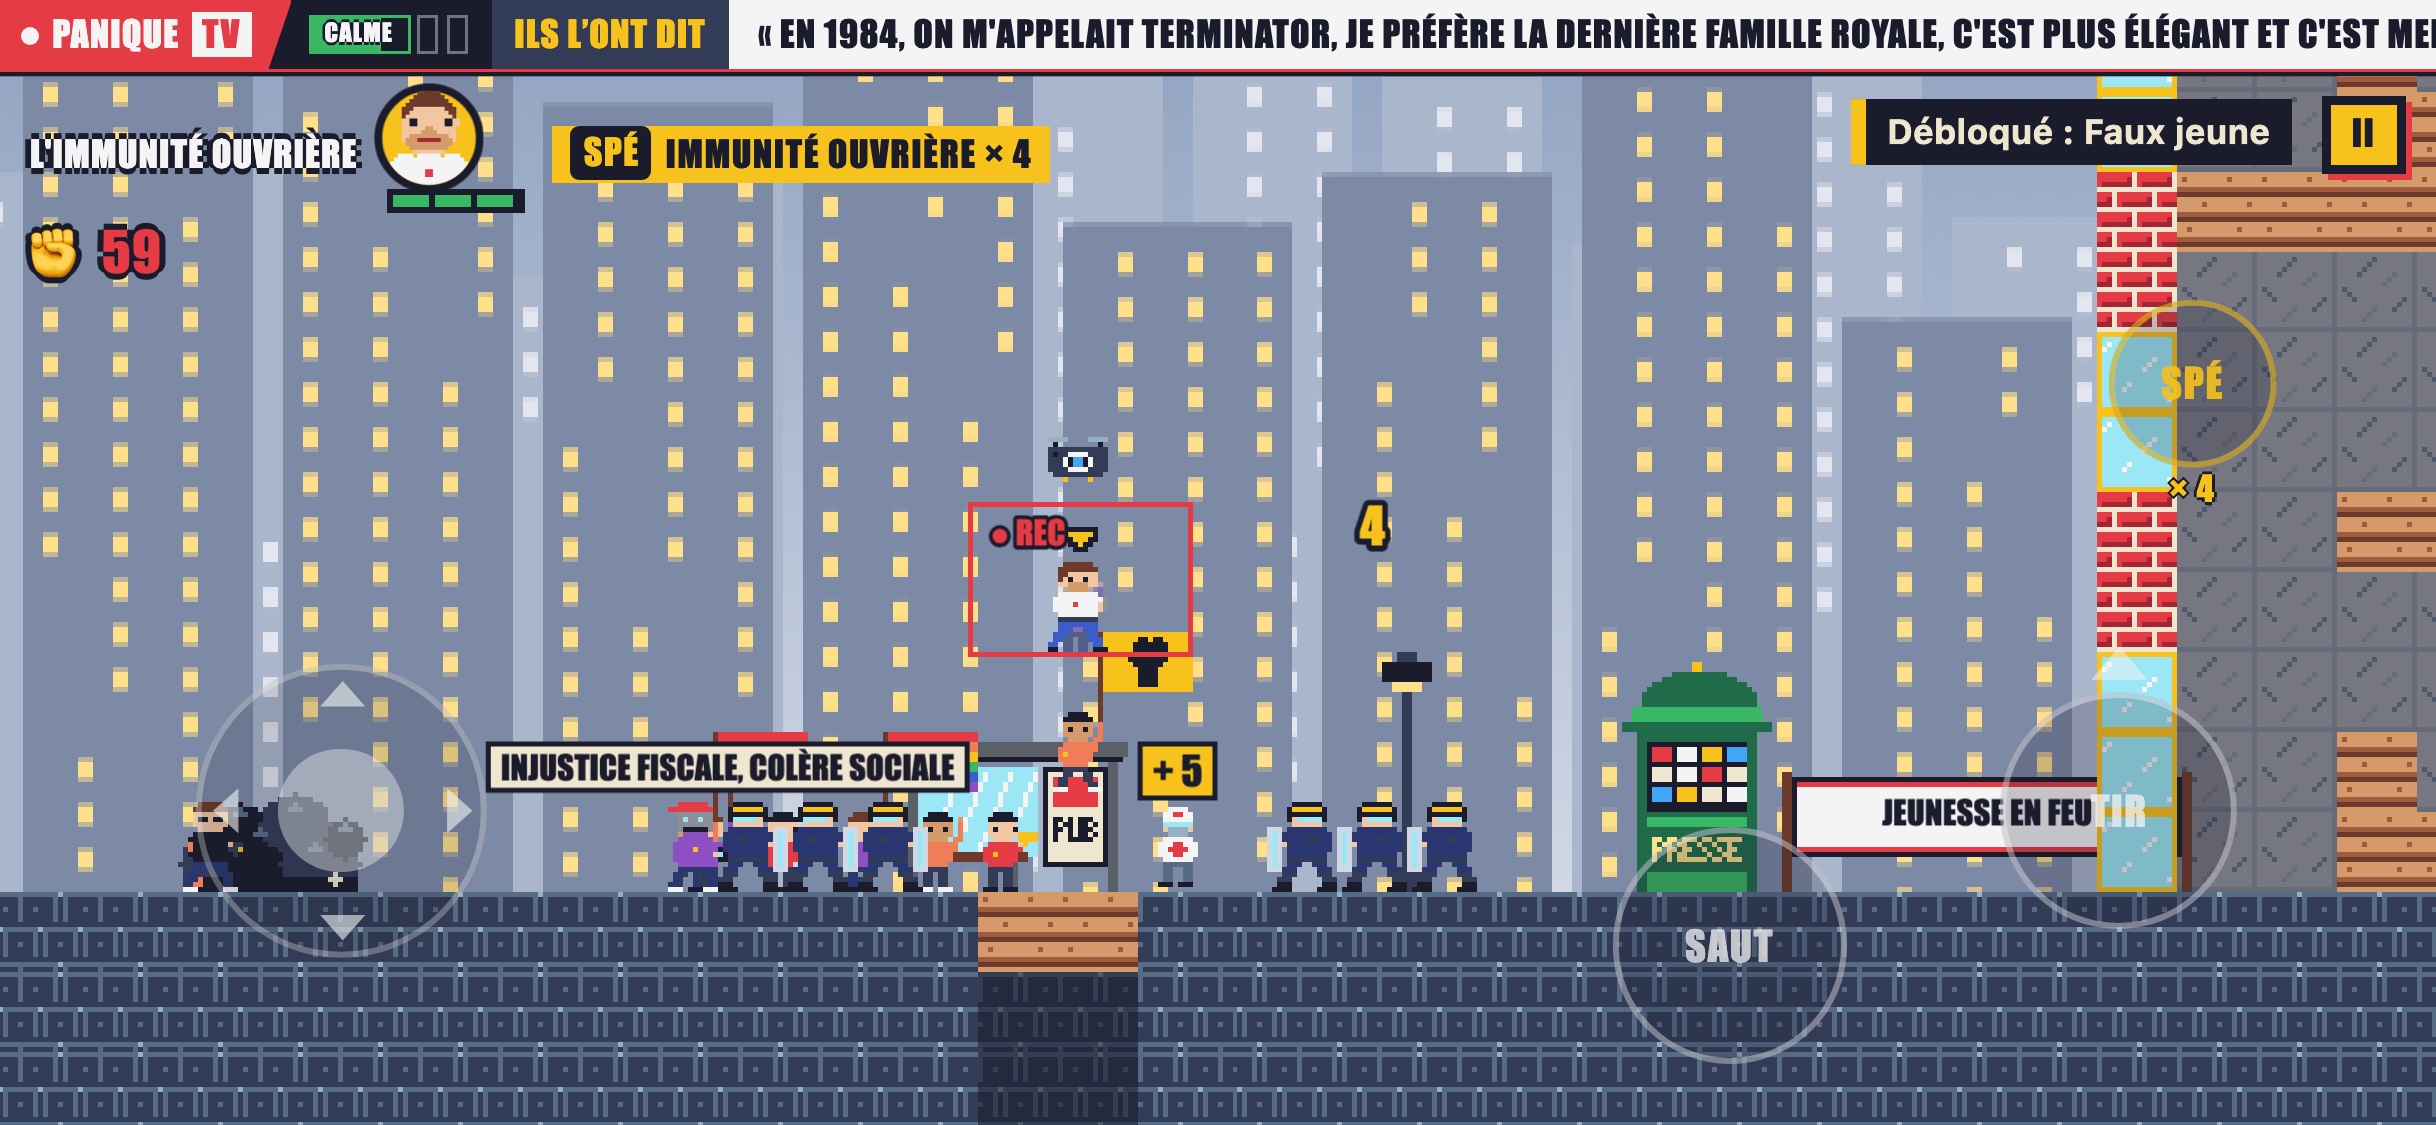 PANIQUE TV
CALME
ILS L'ONT DIT
« EN 1984, ON M'APPELAIT TERMINATOR, JE PRÉFÈRE LA DERNIÈRE FAMILLE ROYALE, C'EST PLUS ÉLÉGANT ET C'EST
L'IMMUNITÉ OUVRIÈRE
SPÉ IMMUNITÉ OUVRIÈRE × 4
Débloqué : Faux jeune
59
SPÉ
× 4
REC
4
INJUSTICE FISCALE, COLÈRE SOCIALE
+ 5
PUB
PRESSE
JEUNESSE EN FEU
TIR
SAUT